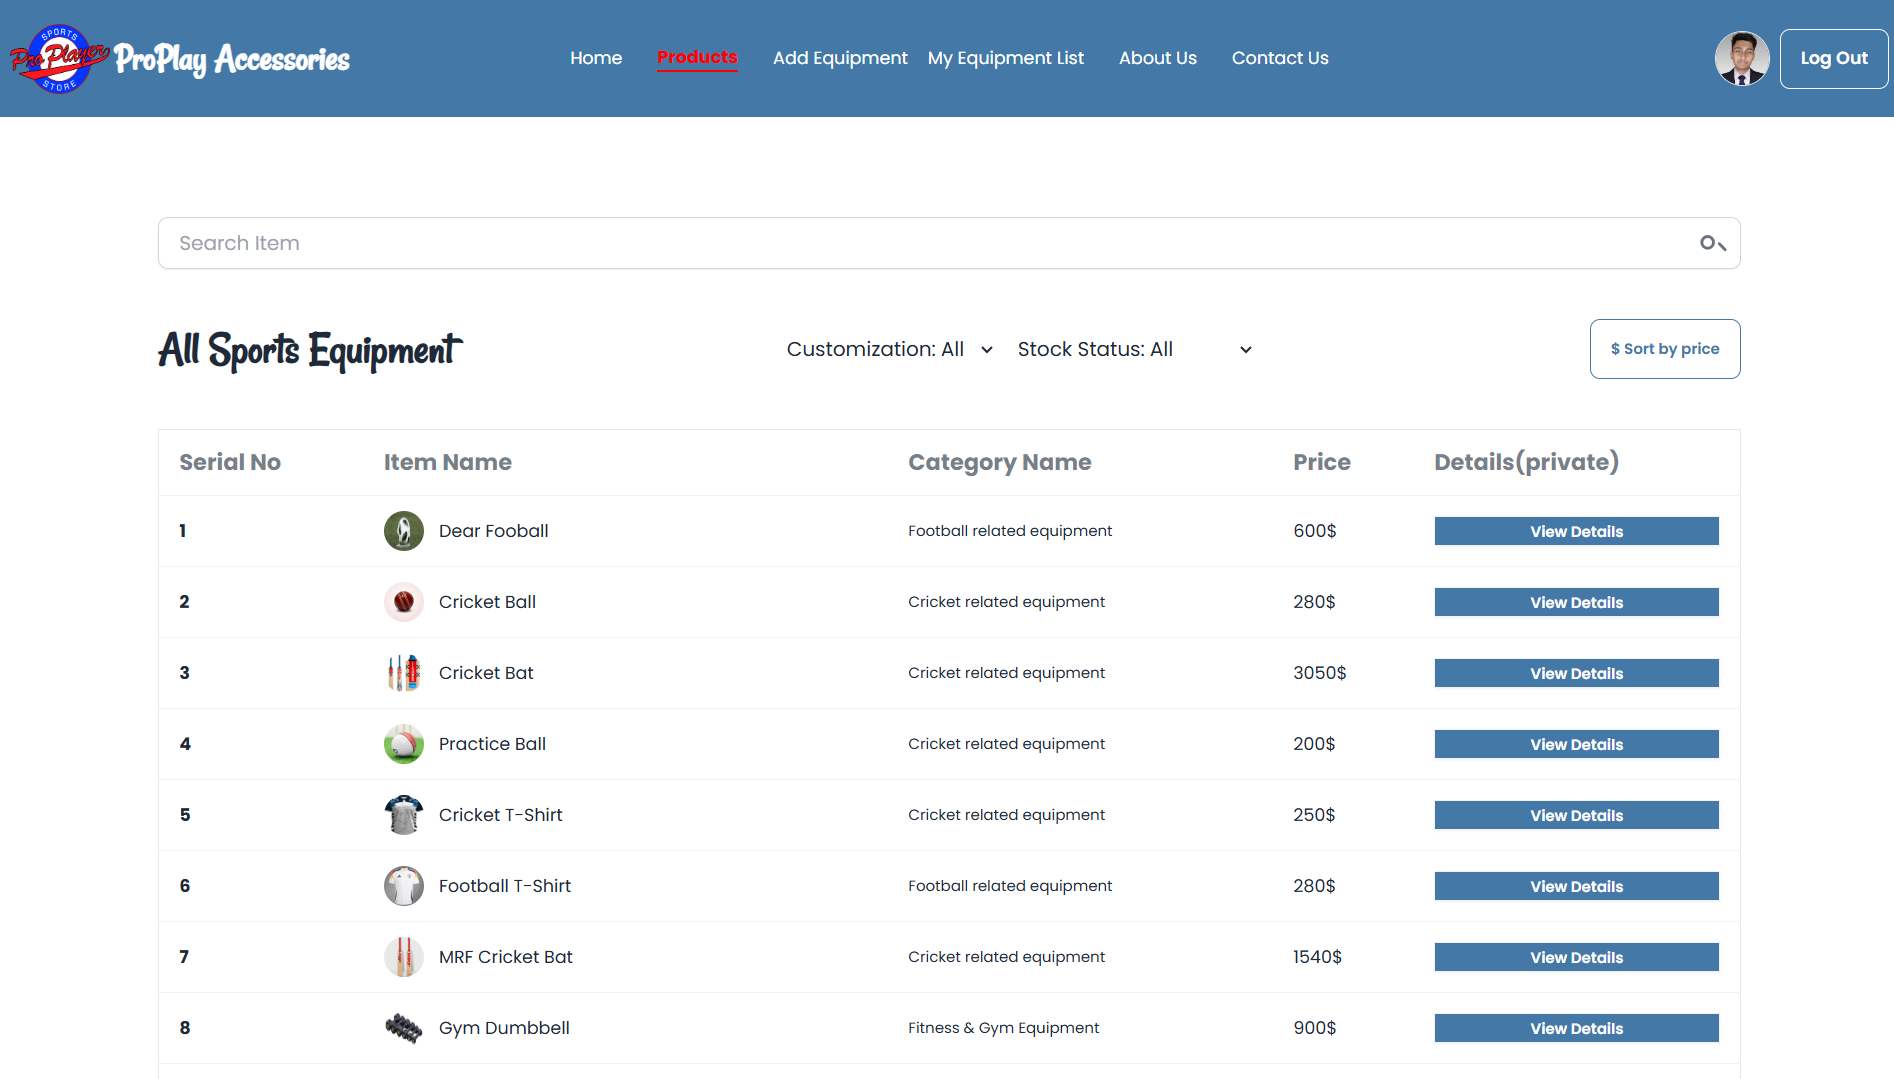 SPORTS
ProPlayer
STORE
ProPlay Accessories
Home
Products
Add Equipment
My Equipment List
About Us
Contact Us
Log Out
Search Item
All Sports Equipment
Customization: All
Stock Status: All
$ Sort by price
Serial No Item Name Category Name Price Details(private)
1 Dear Fooball Football related equipment 600$ View Details
2 Cricket Ball Cricket related equipment 280$ View Details
3 Cricket Bat Cricket related equipment 3050$ View Details
4 Practice Ball Cricket related equipment 200$ View Details
5 Cricket T-Shirt Cricket related equipment 250$ View Details
6 Football T-Shirt Football related equipment 280$ View Details
7 MRF Cricket Bat Cricket related equipment 1540$ View Details
8 Gym Dumbbell Fitness & Gym Equipment 900$ View Details